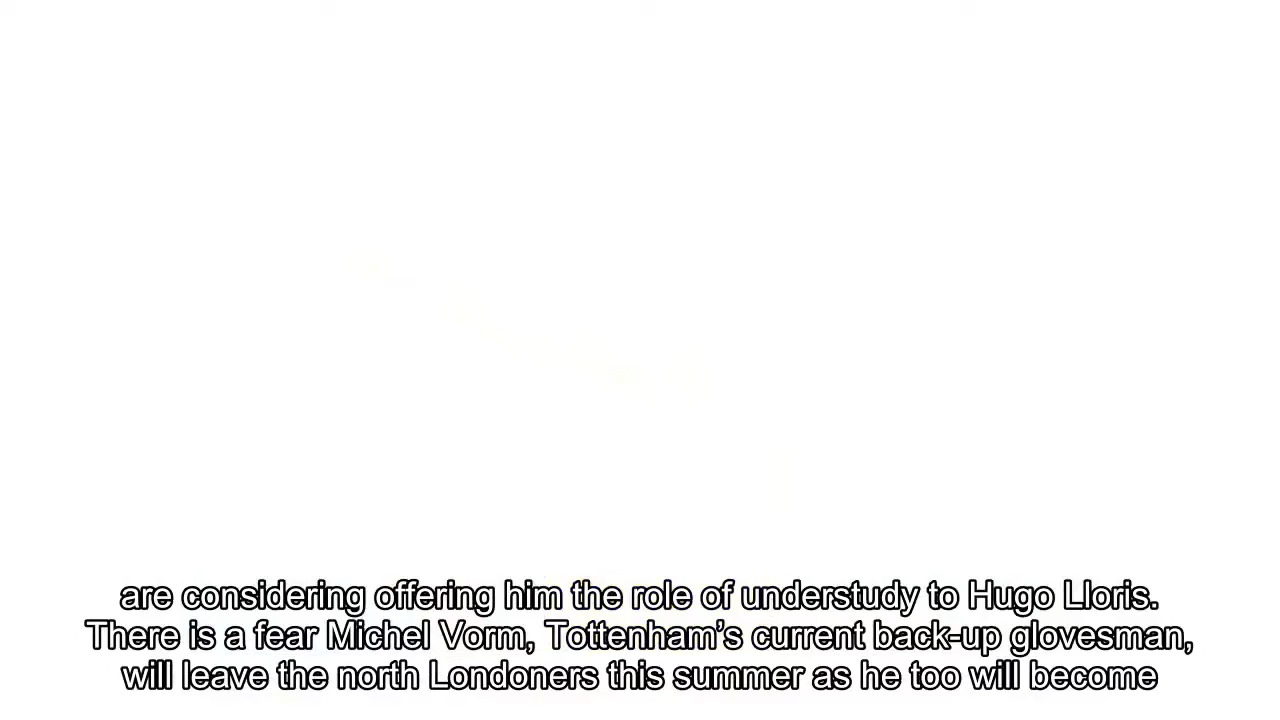 are considering offering him the role of understudy to Hugo Lloris.
There is a fear Michel Vorm, Tottenham’s current back-up glovesman,
will leave the north Londoners this summer as he too will become